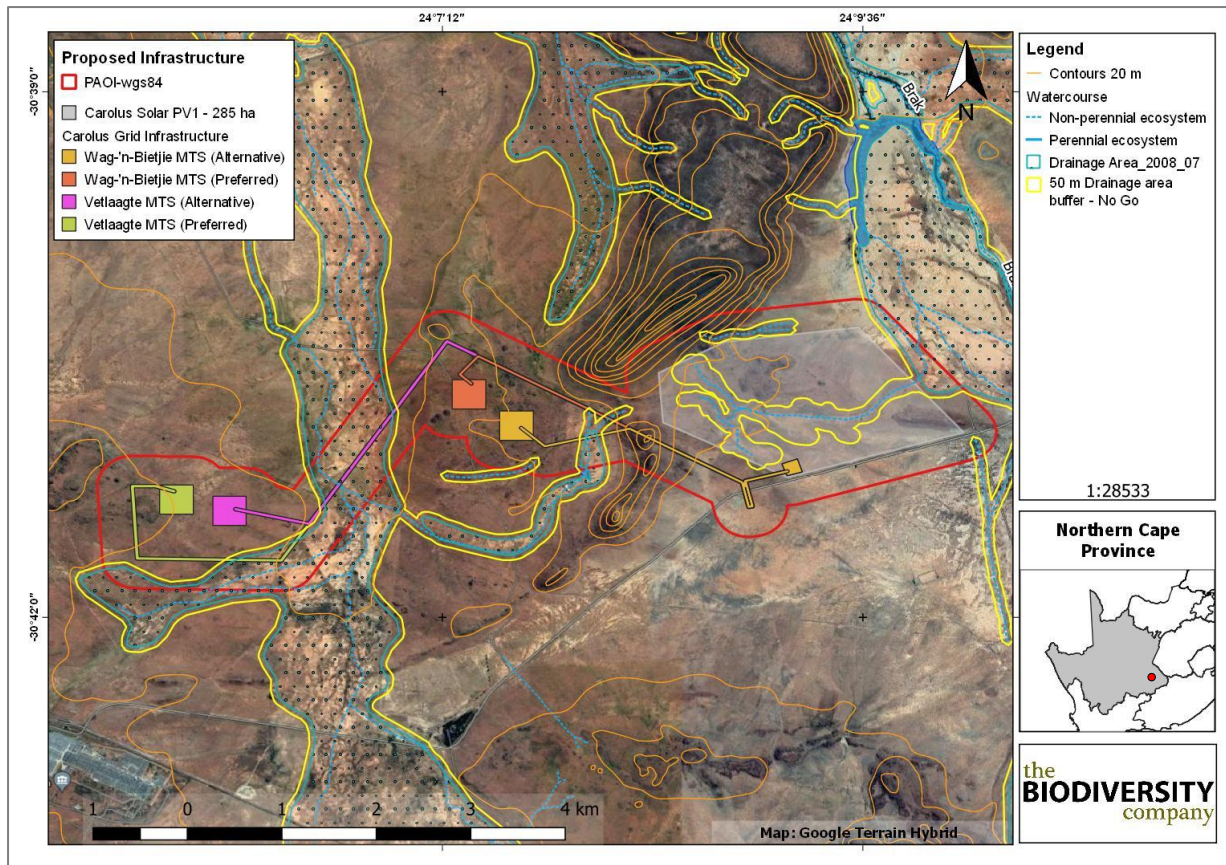 24°7'12"
24°9'36"
-30°39'0"
-30°42'0"
Proposed Infrastructure
PAOI-wgs84
Carolus Solar PV1 - 285 ha
Carolus Grid Infrastructure
Wag-'n-Bietjie MTS (Alternative)
Wag-'n-Bietjie MTS (Preferred)
Vetlaagte MTS (Alternative)
Vetlaagte MTS (Preferred)
Brak
N
1 0 1 2 3 4 km
Map: Google Terrain Hybrid
Legend
Contours 20 m
Watercourse
Non-perennial ecosystem
Perennial ecosystem
Drainage Area_2008_07
50 m Drainage area
buffer - No Go
1:28533
Northern Cape
Province
the
BIODIVERSITY
company